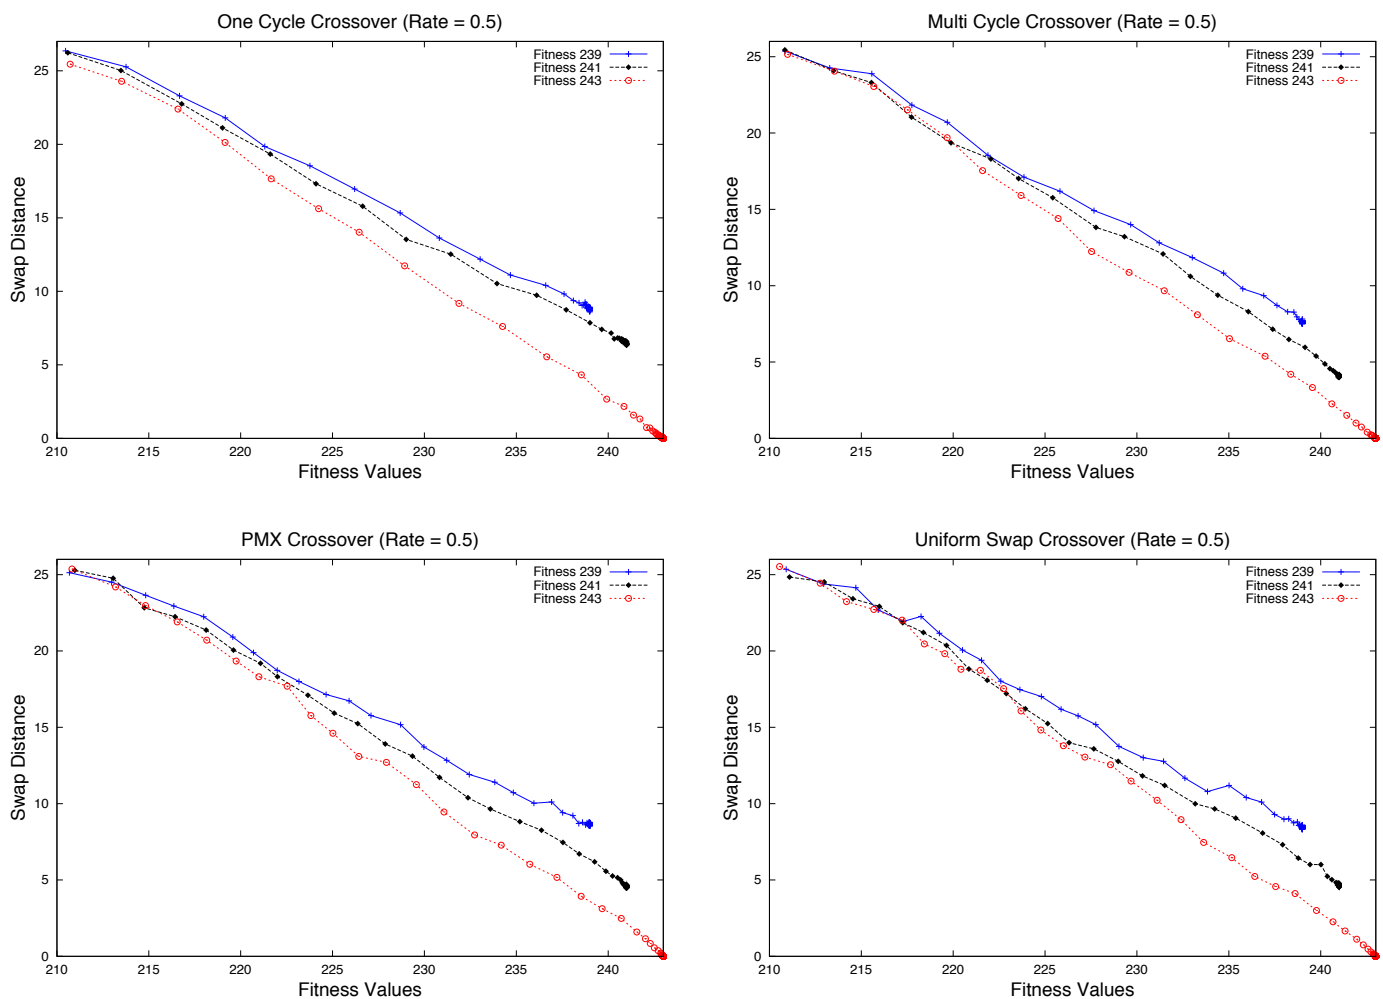 One Cycle Crossover (Rate = 0.5)
Fitness 239
Fitness 241
Fitness 243
25
20
15
10
5
0
Swap Distance
210 215 220 225 230 235 240
Fitness Values
Multi Cycle Crossover (Rate = 0.5)
Fitness 239
Fitness 241
Fitness 243
25
20
15
10
5
0
Swap Distance
210 215 220 225 230 235 240
Fitness Values
PMX Crossover (Rate = 0.5)
Fitness 239
Fitness 241
Fitness 243
25
20
15
10
5
0
Swap Distance
210 215 220 225 230 235 240
Fitness Values
Uniform Swap Crossover (Rate = 0.5)
Fitness 239
Fitness 241
Fitness 243
25
20
15
10
5
0
Swap Distance
210 215 220 225 230 235 240
Fitness Values